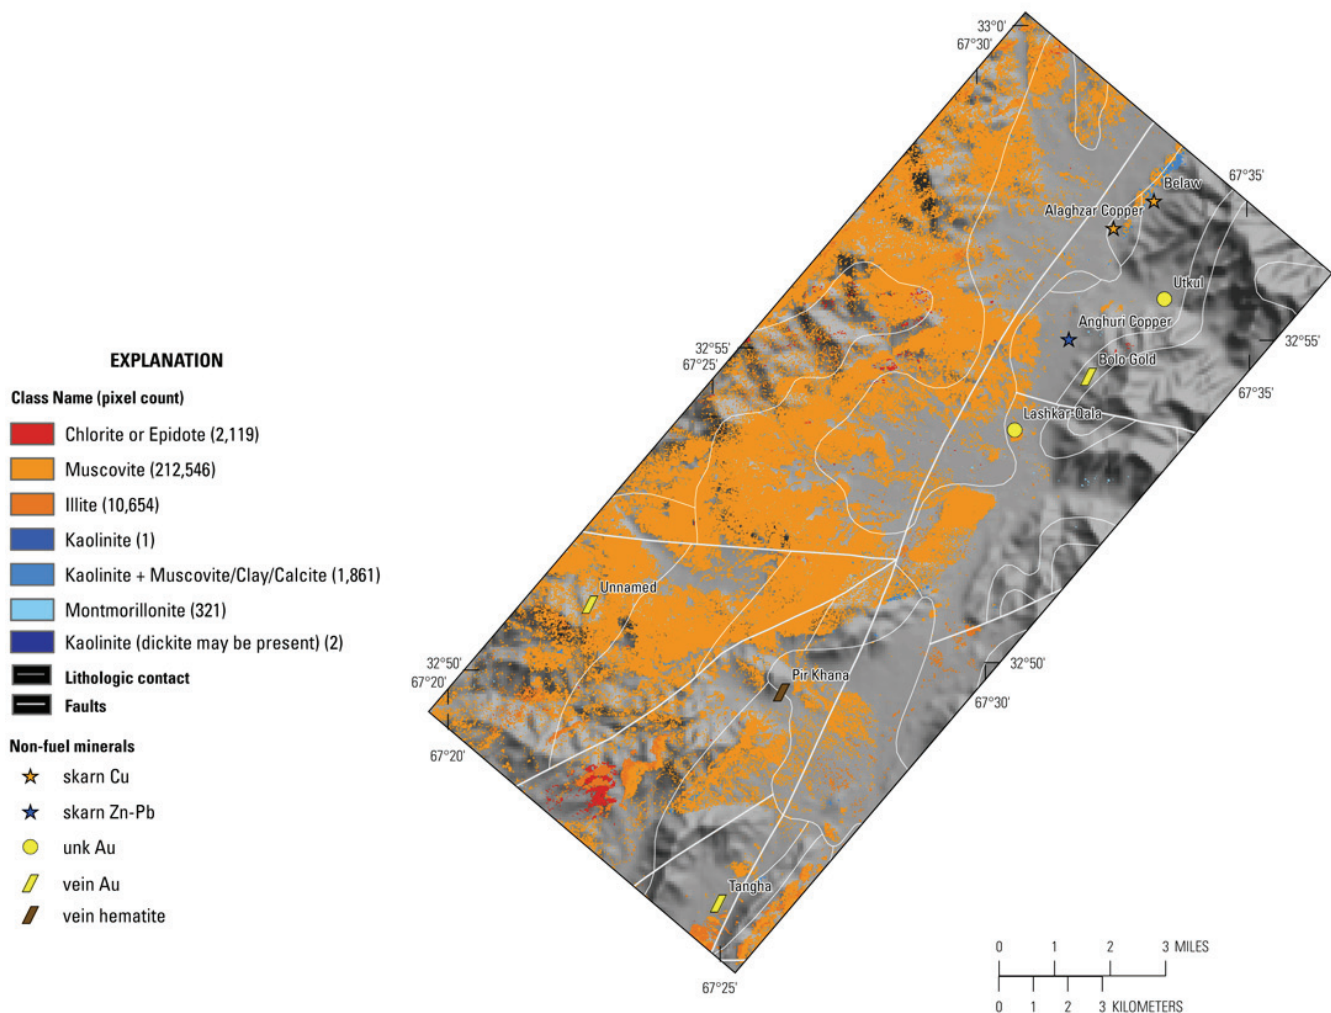 33°0'
67°30'
67°35'
Belaw
Alaghzar Copper
Utkul
Anghuri Copper
32°55'
Bolo Gold
67°35'
32°55'
67°25'
Lashkar-Qala
EXPLANATION
Class Name (pixel count)
Chlorite or Epidote (2,119)
Muscovite (212,546)
Illite (10,654)
Kaolinite (1)
Kaolinite + Muscovite/Clay/Calcite (1,861)
Montmorillonite (321)
Kaolinite (dickite may be present) (2)
Lithologic contact
Faults
Non-fuel minerals
skarn Cu
skarn Zn-Pb
unk Au
vein Au
vein hematite
Unnamed
32°50'
67°20'
Pir Khana
32°50'
67°30'
67°20'
Tangha
67°25'
0 1 2 3 MILES
0 1 2 3 KILOMETERS